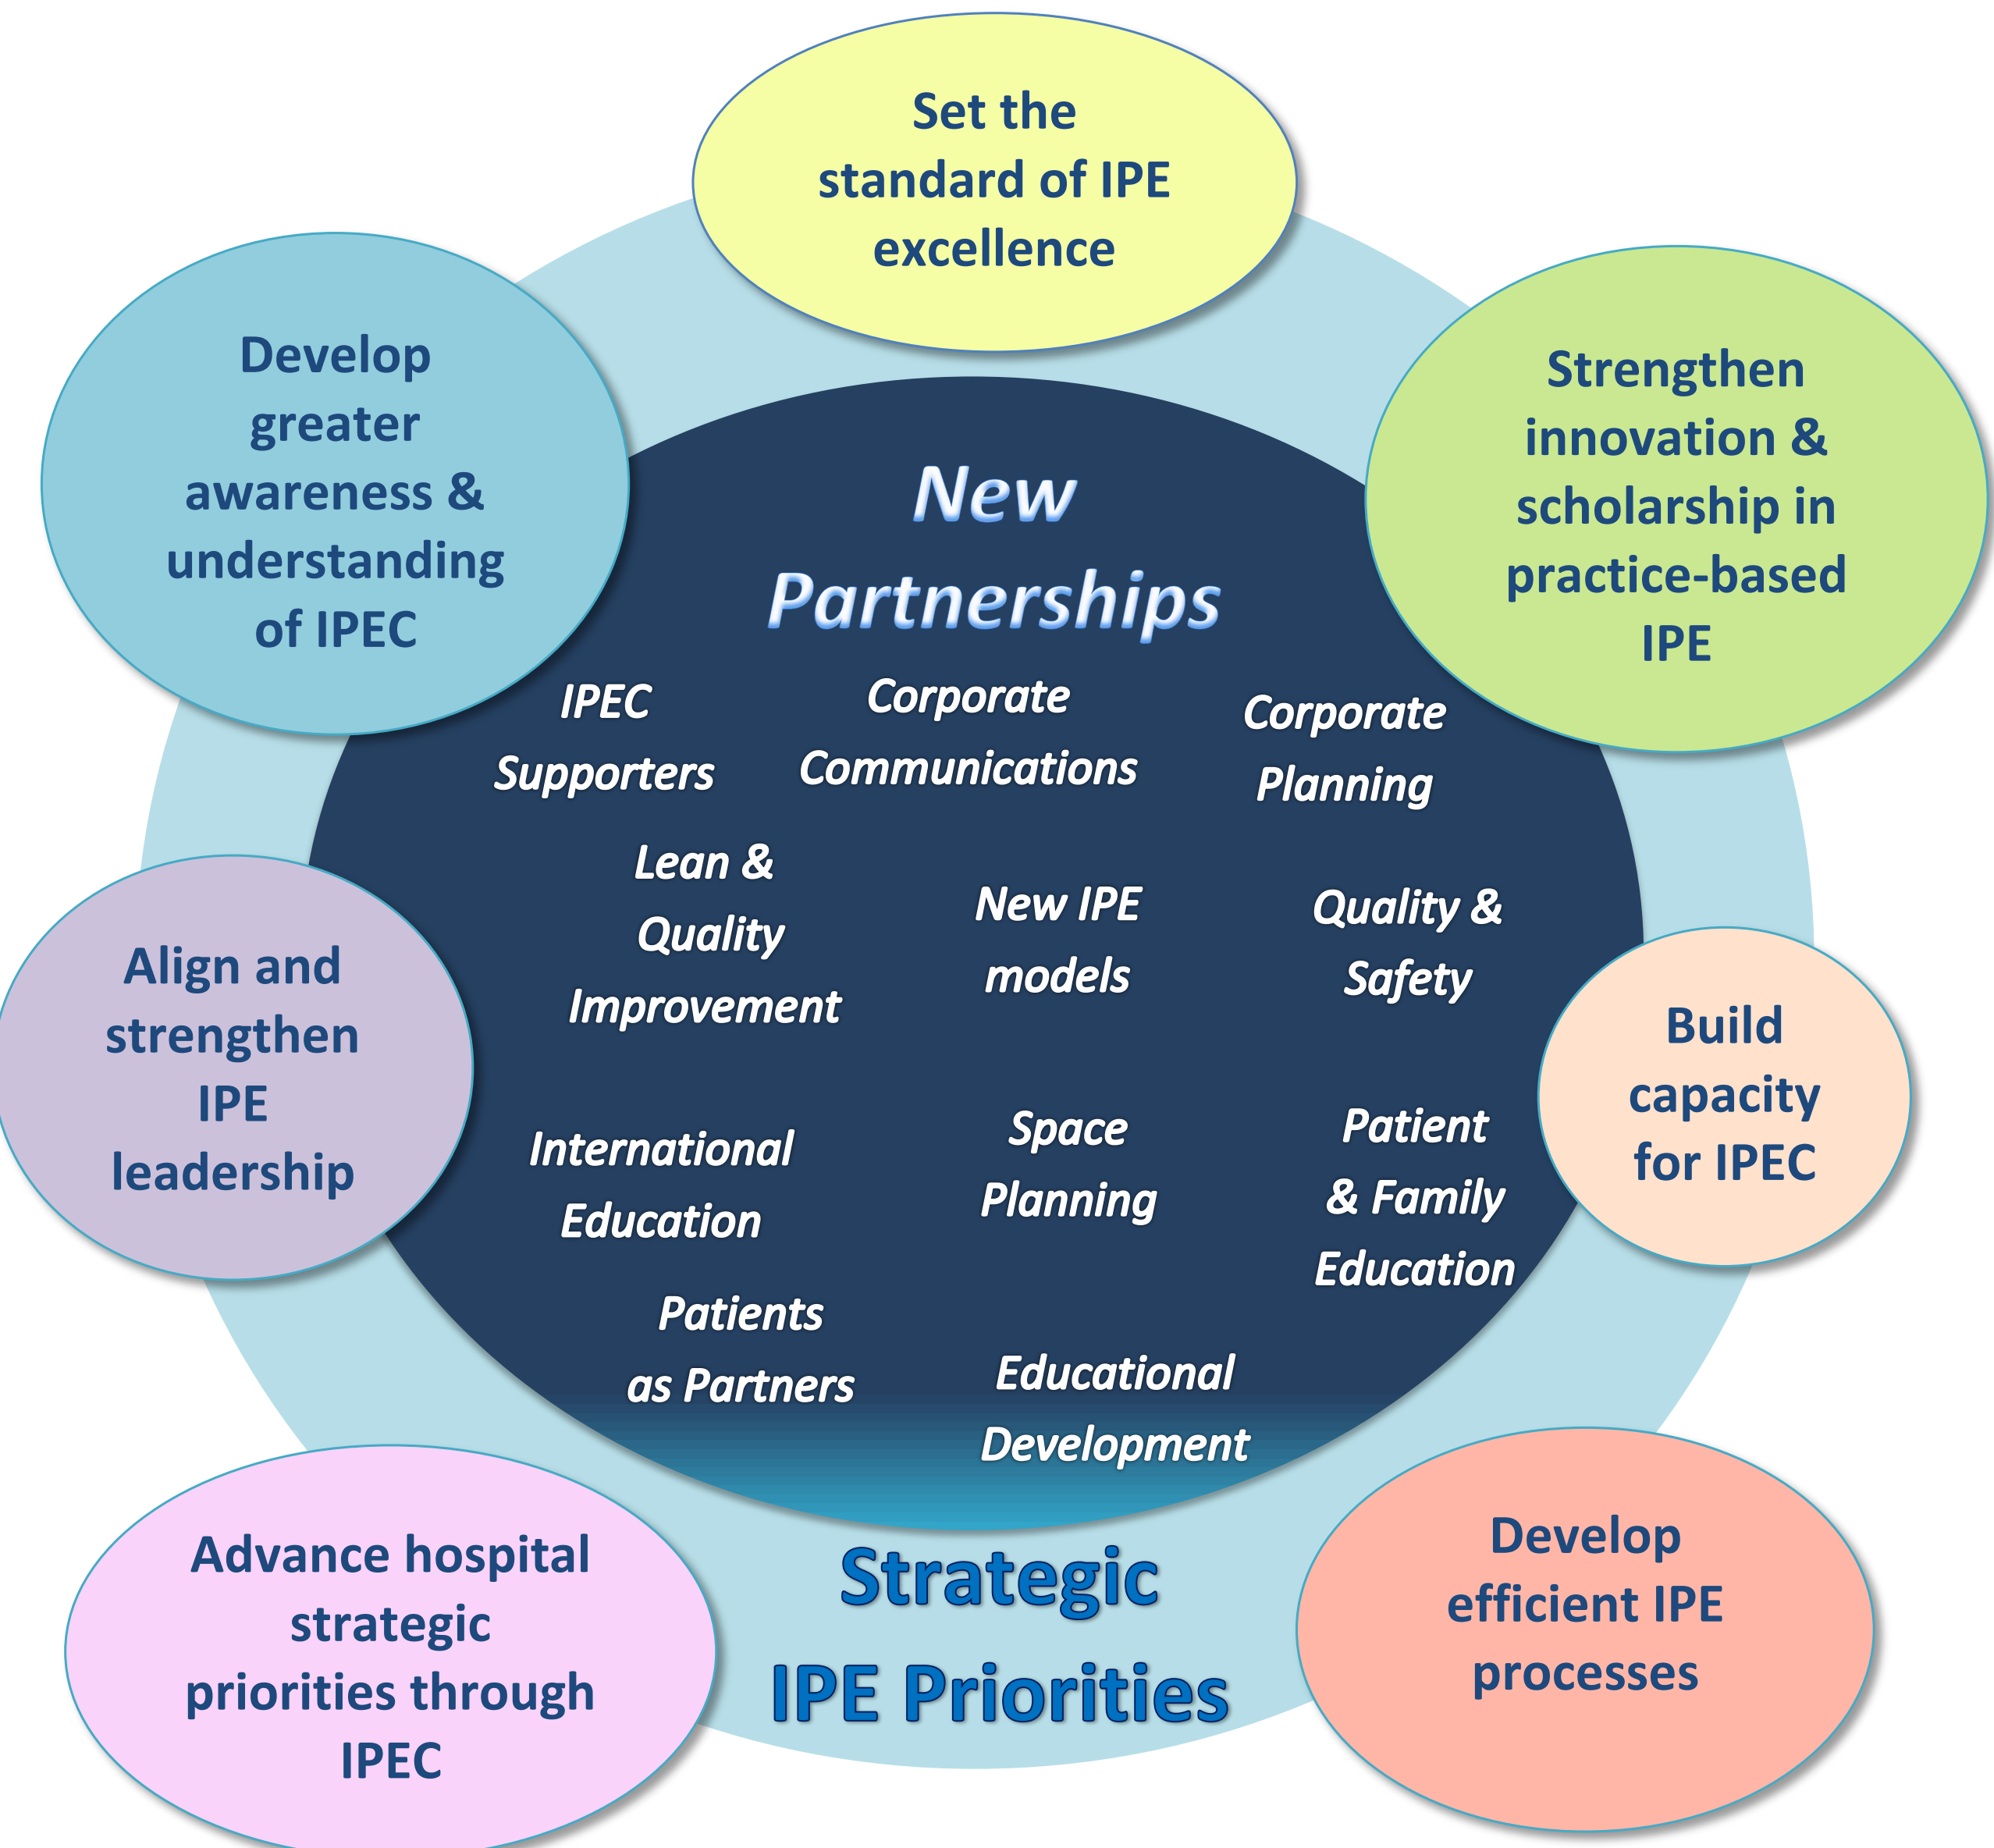 Set the
standard of IPE
excellence
Develop
greater
awareness &
understanding
of IPEC
Strengthen
innovation &
scholarship in
practice-based
IPE
New
Partnerships
IPEC
Supporters
Corporate
Communications
Corporate
Planning
Lean &
Quality
Improvement
New IPE
models
Quality &
Safety
Align and
strengthen
IPE
leadership
Build
capacity
for IPEC
International
Education
Space
Planning
Patient
& Family
Education
Patients
as Partners
Educational
Development
Advance hospital
strategic
priorities through
IPEC
Strategic
IPE Priorities
Develop
efficient IPE
processes